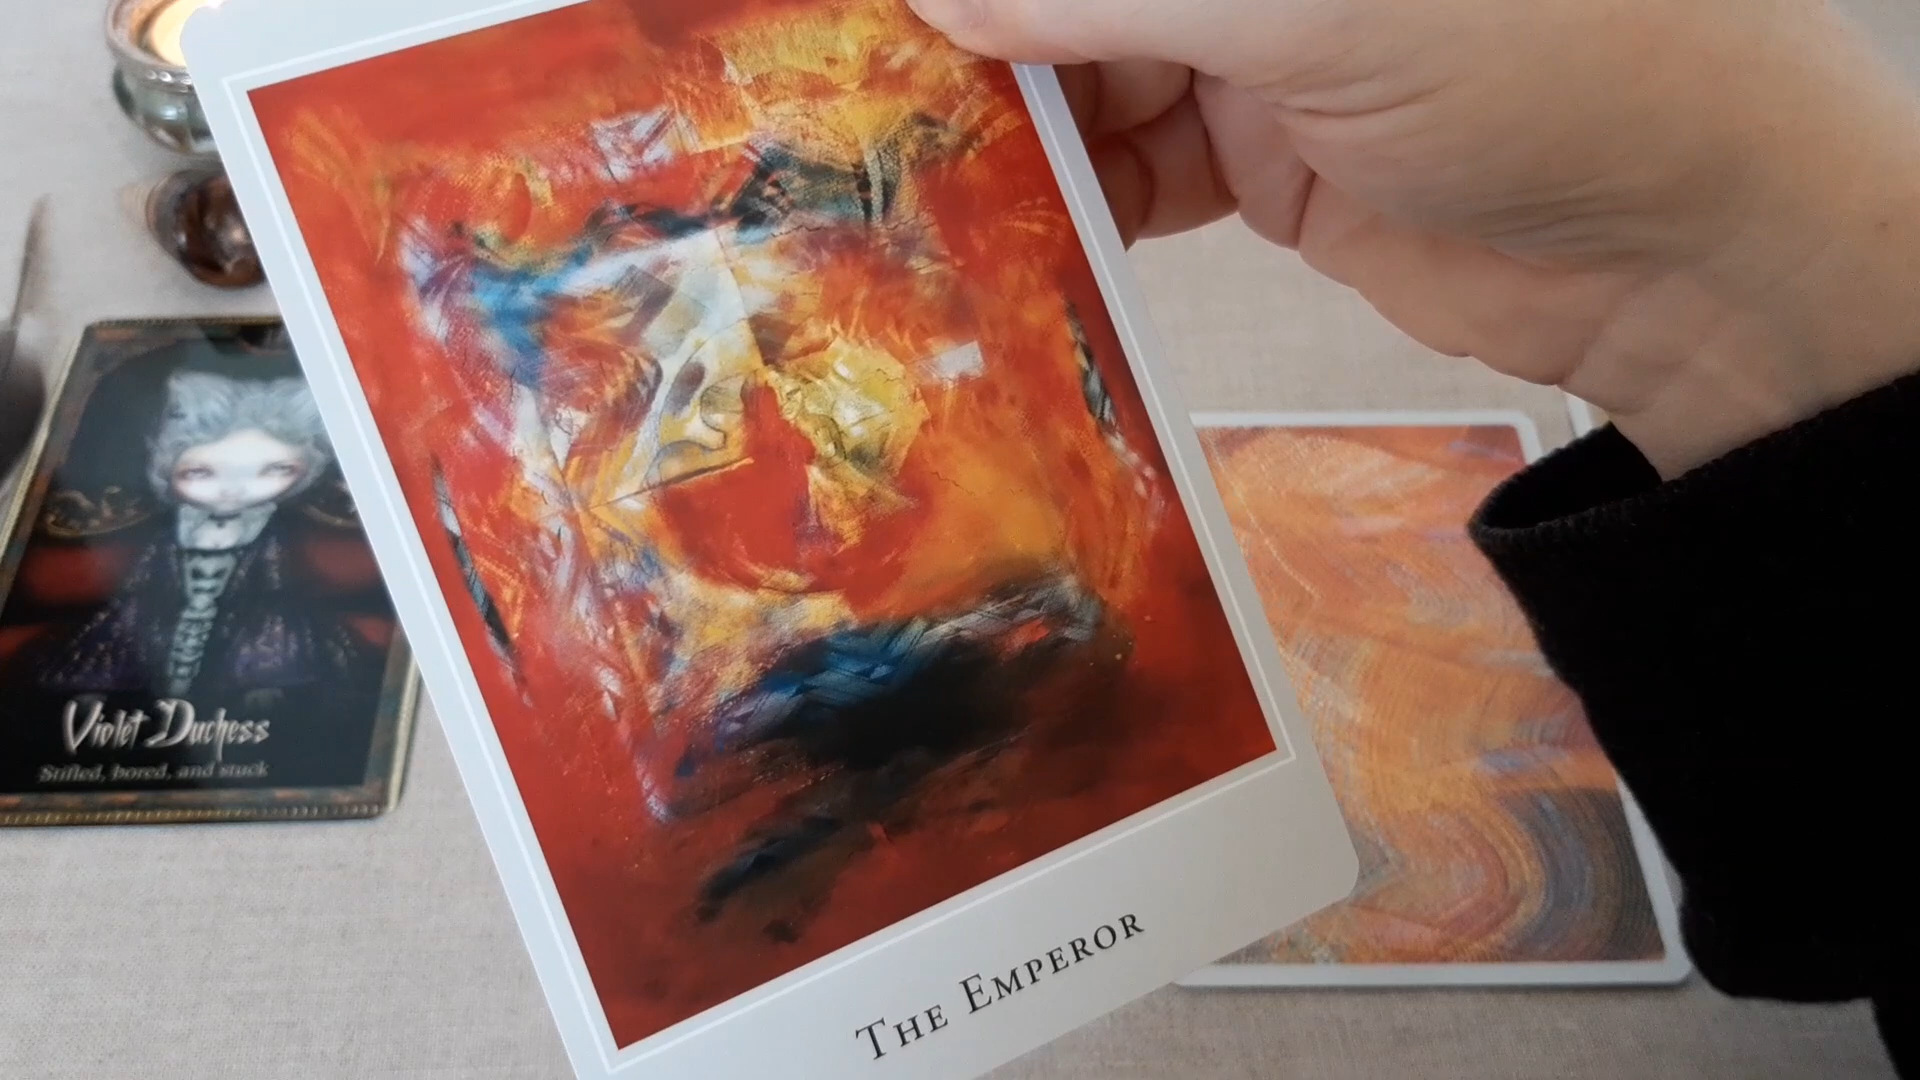 Violet Duchess
Stifled, bored, and stuck
THE EMPEROR